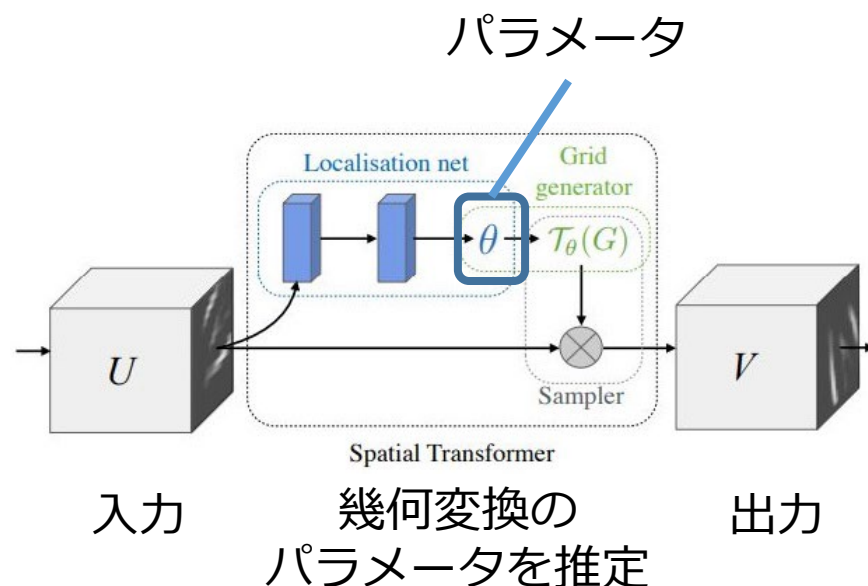 パラメータ
Localisation net
Grid
generator
θ
𝒯θ(G)
U
V
Sampler
Spatial Transformer
入力
幾何変換の
パラメータを推定
出力